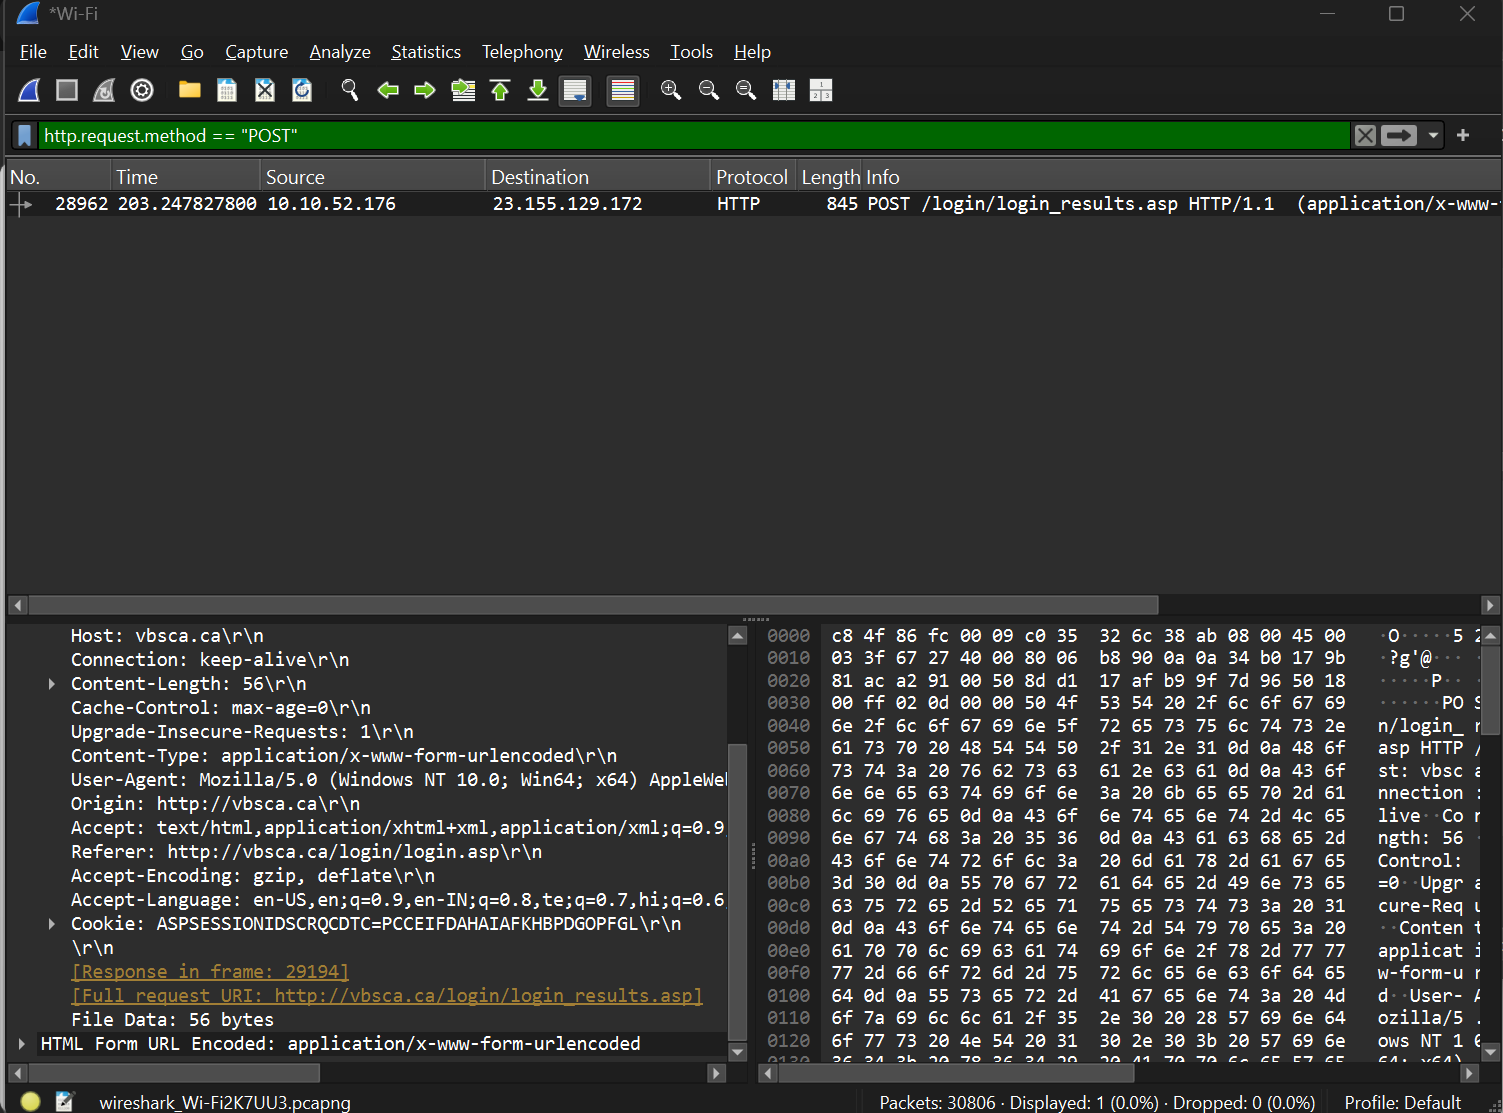 *Wi-Fi
File Edit View Go Capture Analyze Statistics Telephony Wireless Tools Help
http.request.method == "POST"
No. Time Source Destination Protocol Length Info
28962 203.247827800 10.10.52.176 23.155.129.172 HTTP 845 POST /login/login_results.asp HTTP/1.1 (application/x-www-
Host: vbsca.ca\r\n
Connection: keep-alive\r\n
Content-Length: 56\r\n
Cache-Control: max-age=0\r\n
Upgrade-Insecure-Requests: 1\r\n
Content-Type: application/x-www-form-urlencoded\r\n
User-Agent: Mozilla/5.0 (Windows NT 10.0; Win64; x64) AppleWe
Origin: http://vbsca.ca\r\n
Accept: text/html,application/xhtml+xml,application/xml;q=0.9,
Referer: http://vbsca.ca/login/login.asp\r\n
Accept-Encoding: gzip, deflate\r\n
Accept-Language: en-US,en;q=0.9,en-IN;q=0.8,te;q=0.7,hi;q=0.6,
Cookie: ASPSESSIONIDSCRQCDTC=PCCEIFDAHAIAFKHBPDGOPFGL\r\n
\r\n
[Response in frame: 29194]
[Full request URI: http://vbsca.ca/login/login_results.asp]
File Data: 56 bytes
HTML Form URL Encoded: application/x-www-form-urlencoded
0000 c8 4f 86 fc 00 09 c0 35 32 6c 38 ab 08 00 45 00 ·O·····5 2
0010 03 3f 67 27 40 00 80 06 b8 90 0a 0a 34 b0 17 9b ·?g'@···
0020 81 ac a2 91 00 50 8d d1 17 af b9 9f 7d 96 50 18 ·····P··
0030 00 ff 02 0d 00 00 50 4f 53 54 20 2f 6c 6f 67 69 ······PO S
0040 6e 2f 6c 6f 67 69 6e 5f 72 65 73 75 6c 74 73 2e n/login_ r
0050 61 73 70 20 48 54 54 50 2f 31 2e 31 0d 0a 48 6f asp HTTP /
0060 73 74 3a 20 76 62 73 63 61 2e 63 61 0d 0a 43 6f st: vbsc a
0070 6e 6e 65 63 74 69 6f 6e 3a 20 6b 65 65 70 2d 61 nnection :
0080 6c 69 76 65 0d 0a 43 6f 6e 74 65 6e 74 2d 4c 65 live··Co n
0090 6e 67 74 68 3a 20 35 36 0d 0a 43 61 63 68 65 2d ngth: 56 ·
00a0 43 6f 6e 74 72 6f 6c 3a 20 6d 61 78 2d 61 67 65 Control:
00b0 3d 30 0d 0a 55 70 67 72 61 64 65 2d 49 6e 73 65 =0··Upgr a
00c0 63 75 72 65 2d 52 65 71 75 65 73 74 73 3a 20 31 cure-Req u
00d0 0d 0a 43 6f 6e 74 65 6e 74 2d 54 79 70 65 3a 20 ··Conten t
00e0 61 70 70 6c 69 63 61 74 69 6f 6e 2f 78 2d 77 77 applicat i
00f0 77 2d 66 6f 72 6d 2d 75 72 6c 65 6e 63 6f 64 65 w-form-u r
0100 64 0d 0a 55 73 65 72 2d 41 67 65 6e 74 3a 20 4d d··User- A
0110 6f 7a 69 6c 6c 61 2f 35 2e 30 20 28 57 69 6e 64 ozilla/5 .
0120 6f 77 73 20 4e 54 20 31 30 2e 30 3b 20 57 69 6e ows NT 1 0
0130 36 34 3b 20 78 36 34 29 20 41 70 70 6c 65 57 65 64; x64)
wireshark_Wi-Fi2K7UU3.pcapng Packets: 30806 · Displayed: 1 (0.0%) · Dropped: 0 (0.0%) Profile: Default